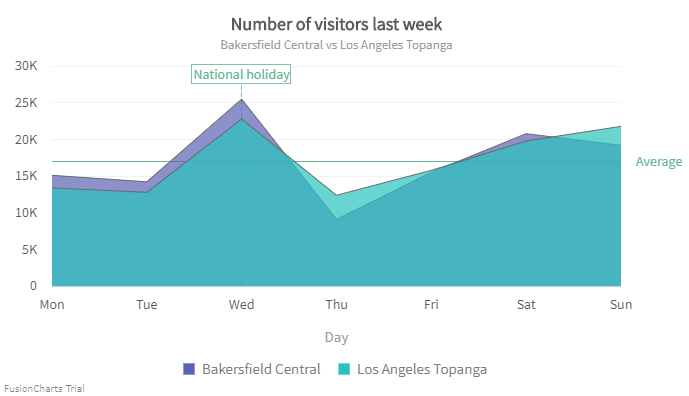 Number of visitors last week
Bakersfield Central vs Los Angeles Topanga
30K
National holiday
25K
20K
Average
15K
10K
5K
0
Mon Tue Wed Thu Fri Sat Sun
Day
Bakersfield Central Los Angeles Topanga
FusionCharts Trial